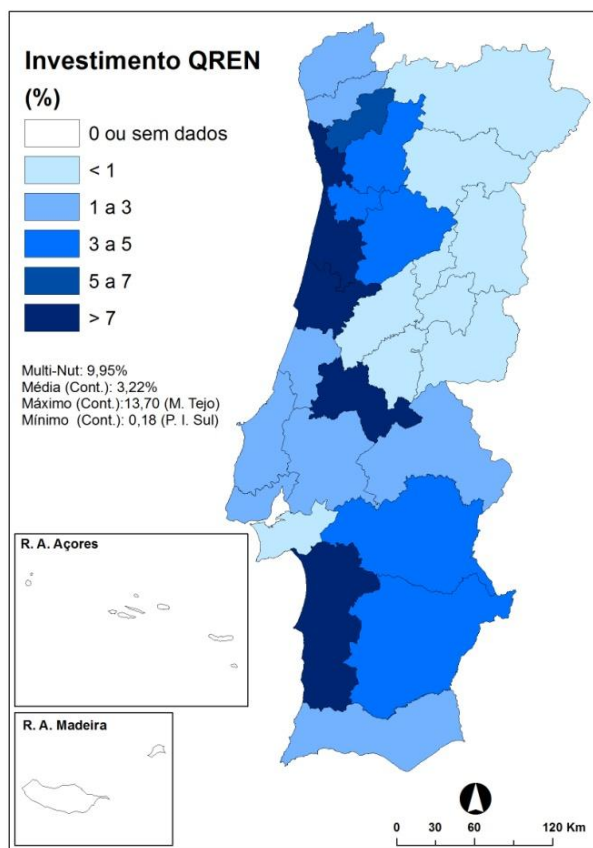 Investimento QREN
(%)
0 ou sem dados
< 1
1 a 3
3 a 5
5 a 7
> 7
Multi-Nut: 9,95%
Média (Cont.): 3,22%
Máximo (Cont.):13,70 (M. Tejo)
Mínimo (Cont.): 0,18 (P. I. Sul)
R. A. Açores
R. A. Madeira
0 30 60 120 Km